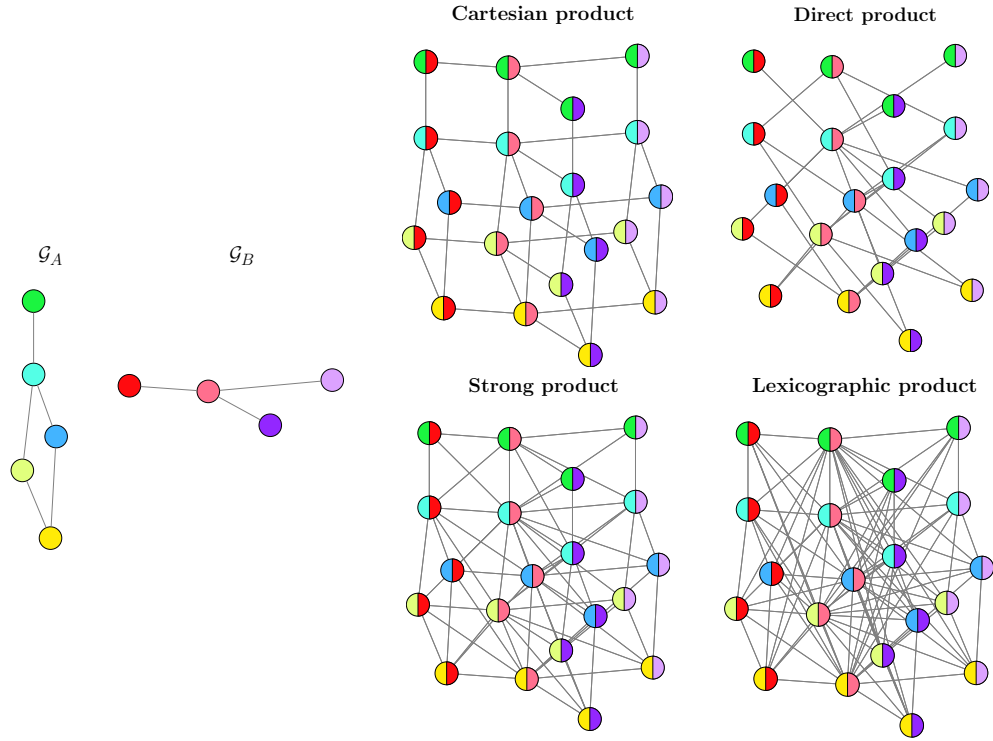 Cartesian product
Direct product
𝒢_A
𝒢_B
Strong product
Lexicographic product